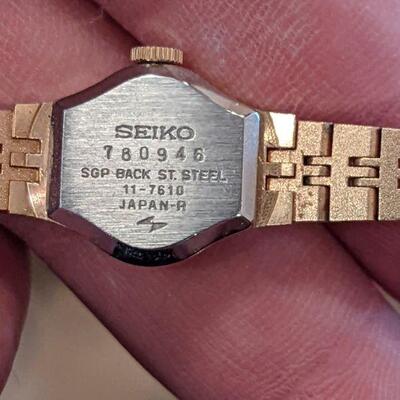 SEIKO
780946
SGP BACK ST. STEEL
11-7610
JAPAN-R